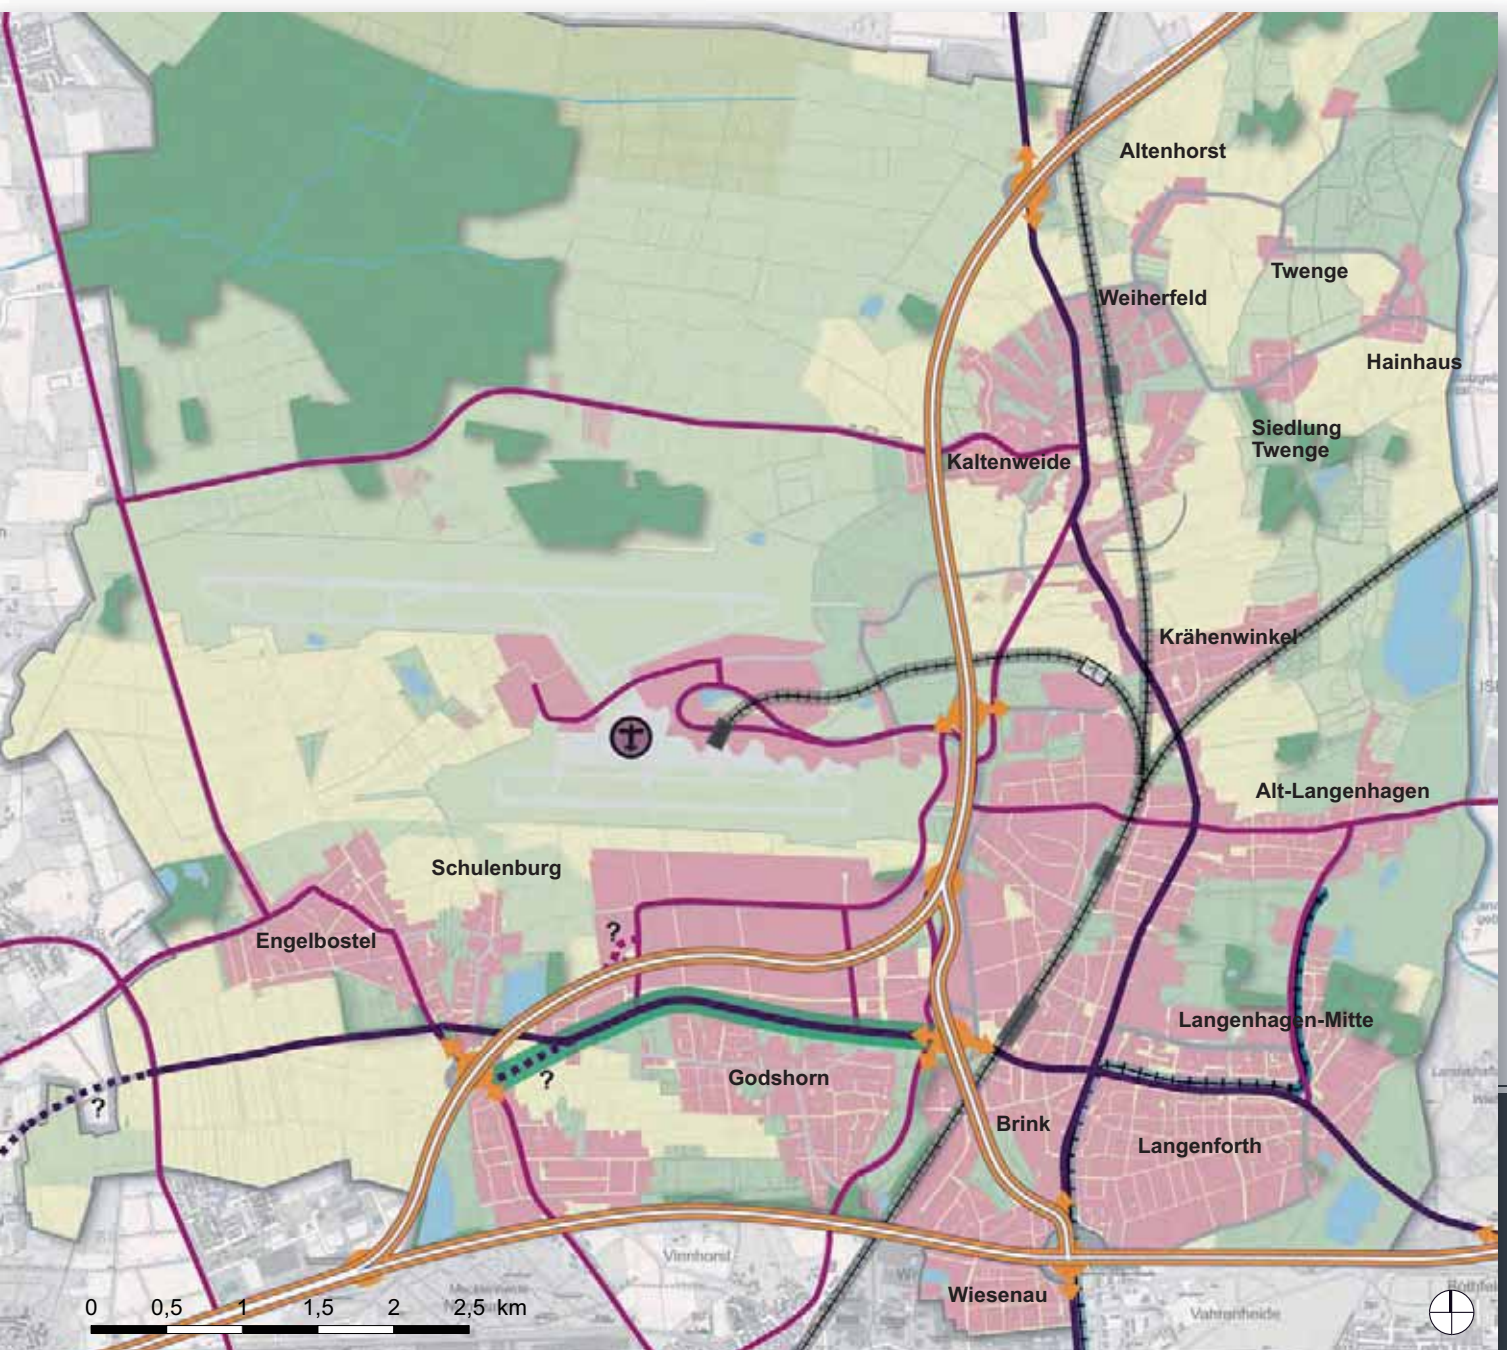 Altenhorst
Twenge
Weiherfeld
Hainhaus
Siedlung
Twenge
Kaltenweide
Krähenwinkel
Alt-Langenhagen
Schulenburg
?
Engelbostel
Langenhagen-Mitte
?
Godshorn
?
Brink
Langenforth
Vinnhorst
Wiesenau
Vahrenheide
0 0,5 1 1,5 2 2,5 km